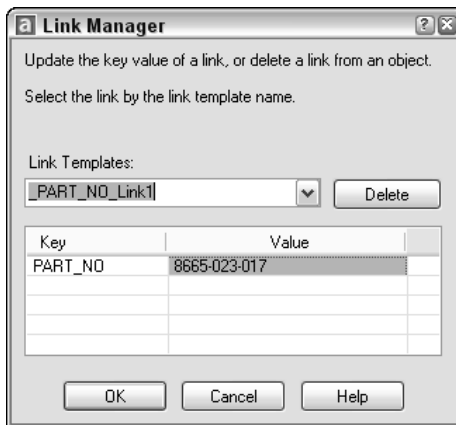 a Link Manager
Update the key value of a link, or delete a link from an object.
Select the link by the link template name.
Link Templates:
_PART_NO_Link1 Delete
Key Value
PART_NO 8665-023-017
OK Cancel Help